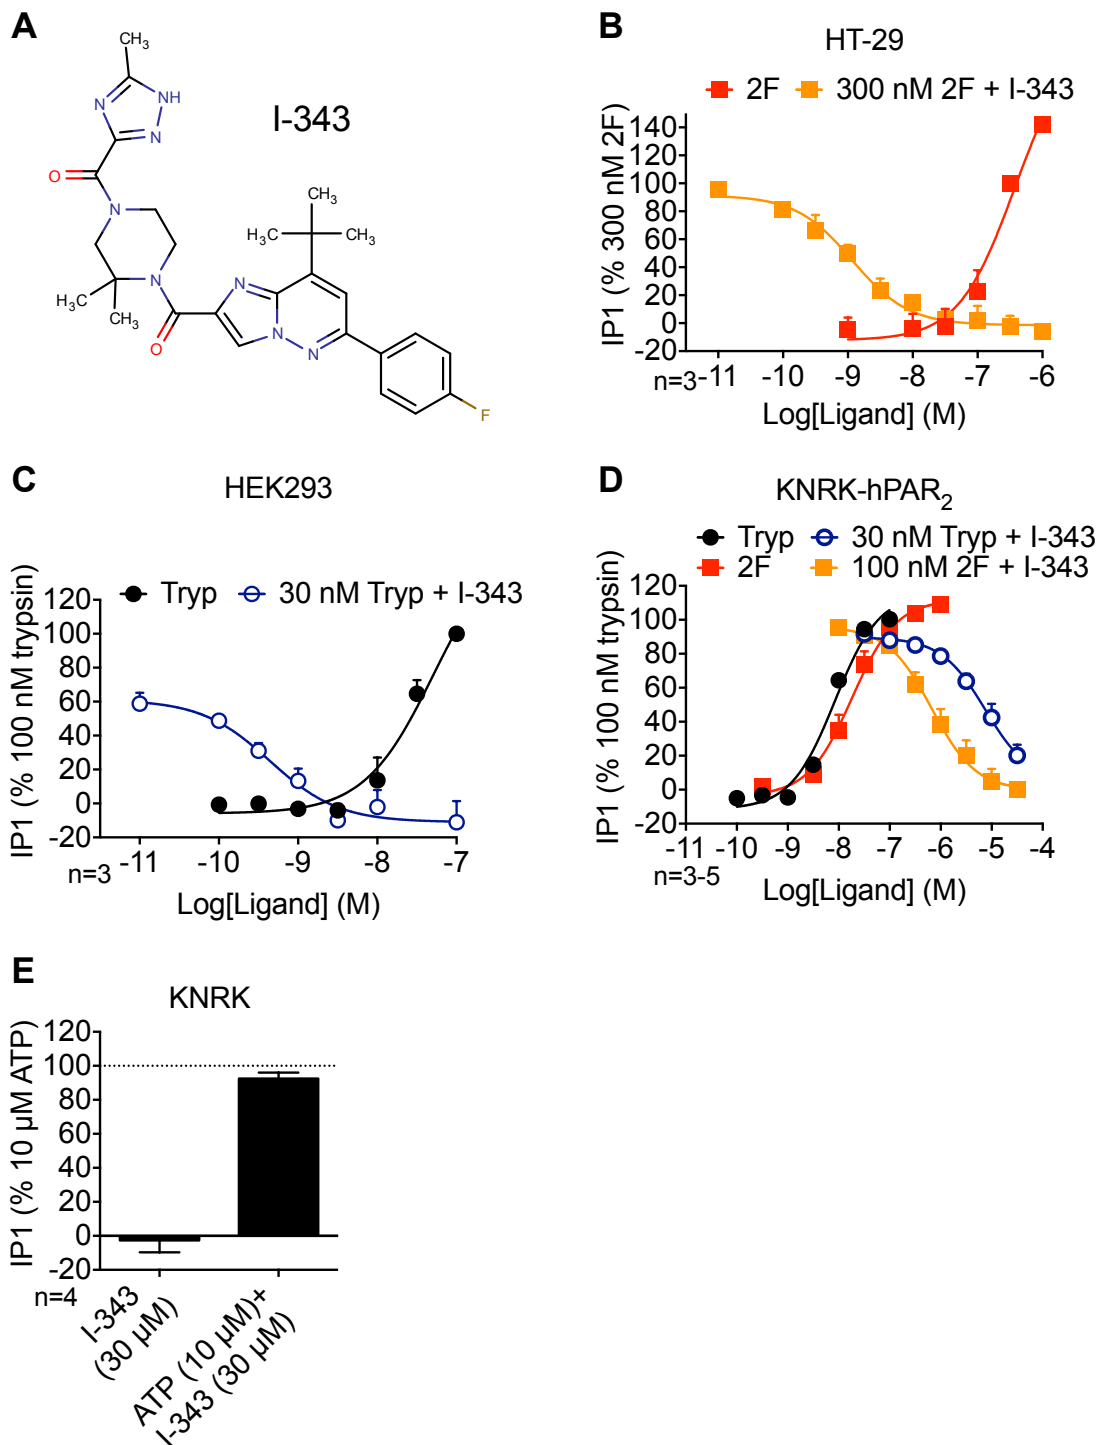 A
CH3
N
NH
N
O
N
N
H3C
CH3
O
I-343
CH3
H3C
CH3
N
N
N
F
B
HT-29
2F
300 nM 2F + I-343
IP1 (% 300 nM 2F)
140
120
100
80
60
40
20
0
-20
n=3
-11 -10 -9 -8 -7 -6
Log[Ligand] (M)
C
HEK293
Tryp
30 nM Tryp + I-343
IP1 (% 100 nM trypsin)
120
100
80
60
40
20
0
-20
n=3
-11 -10 -9 -8 -7
Log[Ligand] (M)
D
KNRK-hPAR2
Tryp
30 nM Tryp + I-343
2F
100 nM 2F + I-343
IP1 (% 100 nM trypsin)
120
100
80
60
40
20
0
-20
-11 -10 -9 -8 -7 -6 -5 -4
n=3-5
Log[Ligand] (M)
E
KNRK
IP1 (% 10 µM ATP)
120
100
80
60
40
20
0
-20
n=4
I-343
(30 µM)
ATP (10 µM)+
I-343 (30 µM)